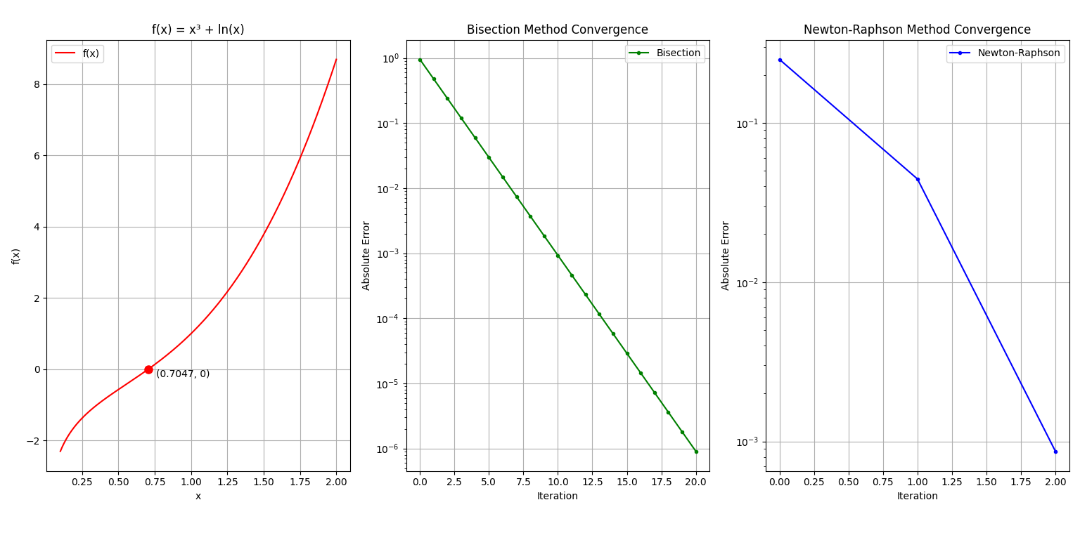 f(x) = x³ + ln(x)
f(x)
8
6
4
2
0
−2
f(x)
(0.7047, 0)
0.25 0.50 0.75 1.00 1.25 1.50 1.75 2.00
x
Bisection Method Convergence
Bisection
10⁰
10⁻¹
10⁻²
10⁻³
10⁻⁴
10⁻⁵
10⁻⁶
Absolute Error
0.0 2.5 5.0 7.5 10.0 12.5 15.0 17.5 20.0
Iteration
Newton-Raphson Method Convergence
Newton-Raphson
10⁻¹
10⁻²
10⁻³
Absolute Error
0.00 0.25 0.50 0.75 1.00 1.25 1.50 1.75 2.00
Iteration